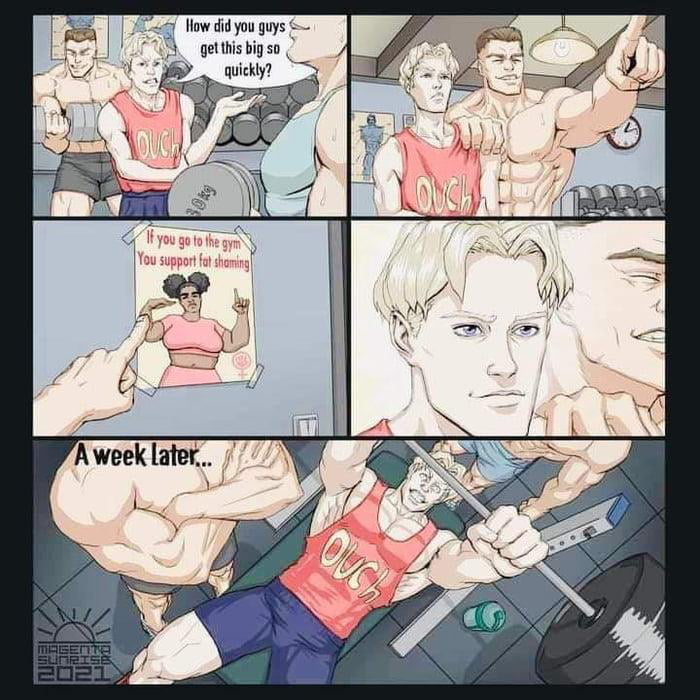 How did you guys
get this big so
quickly?
OUCH
10kg
OUCH
If you go to the gym
You support fat shaming
A week Later...
OUCH
MAGENTA
SUNRISE
2021